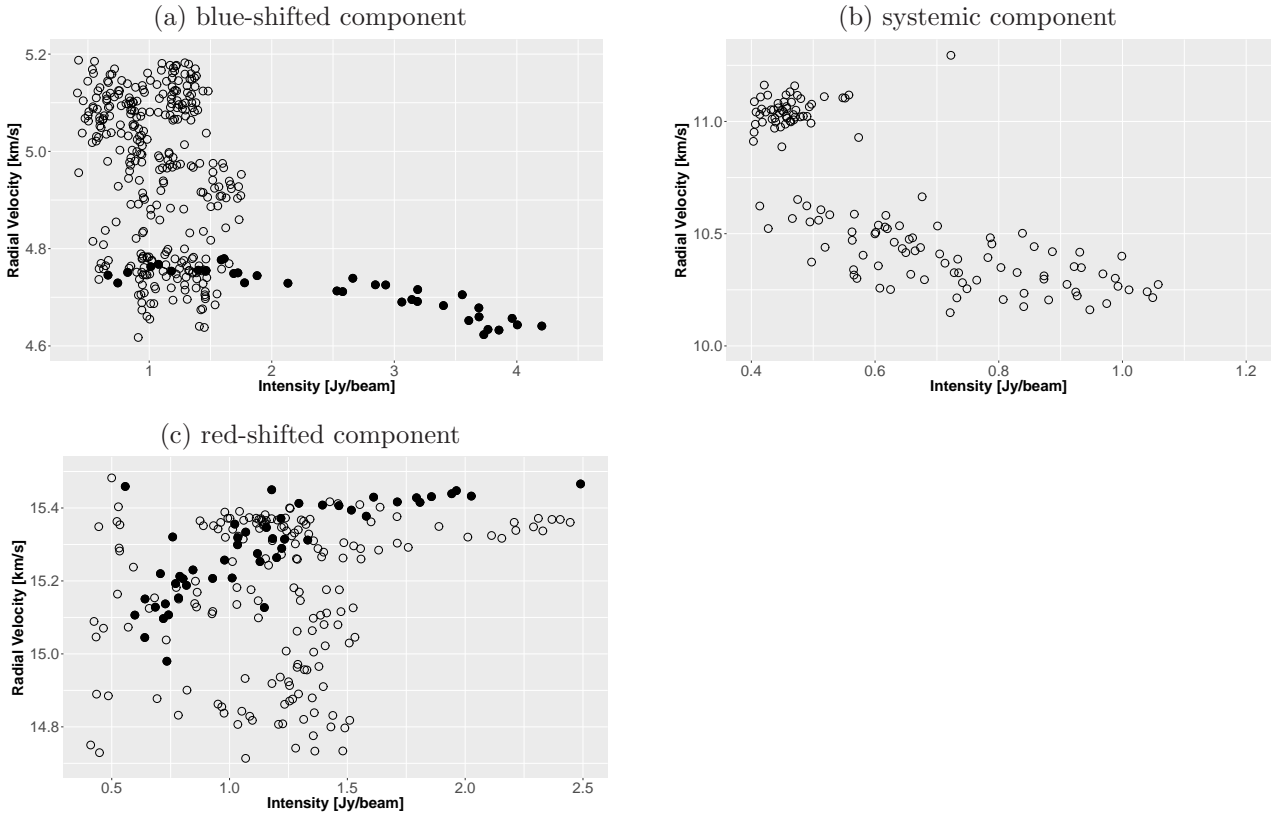 (a) blue-shifted component
5.2
5.0
4.8
4.6
Radial Velocity [km/s]
1 2 3 4
Intensity [Jy/beam]
(b) systemic component
11.0
10.5
10.0
Radial Velocity [km/s]
0.4 0.6 0.8 1.0 1.2
Intensity [Jy/beam]
(c) red-shifted component
15.4
15.2
15.0
14.8
Radial Velocity [km/s]
0.5 1.0 1.5 2.0 2.5
Intensity [Jy/beam]